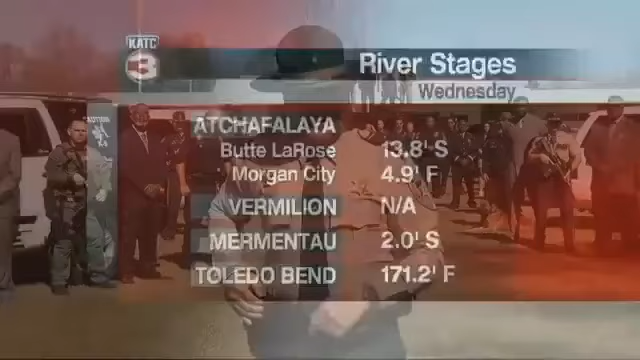 KATC
3
River Stages
Wednesday
ATCHAFALAYA
Butte LaRose 13.8' S
Morgan City 4.9' F
VERMILION N/A
MERMENTAU 2.0' S
TOLEDO BEND 171.2' F